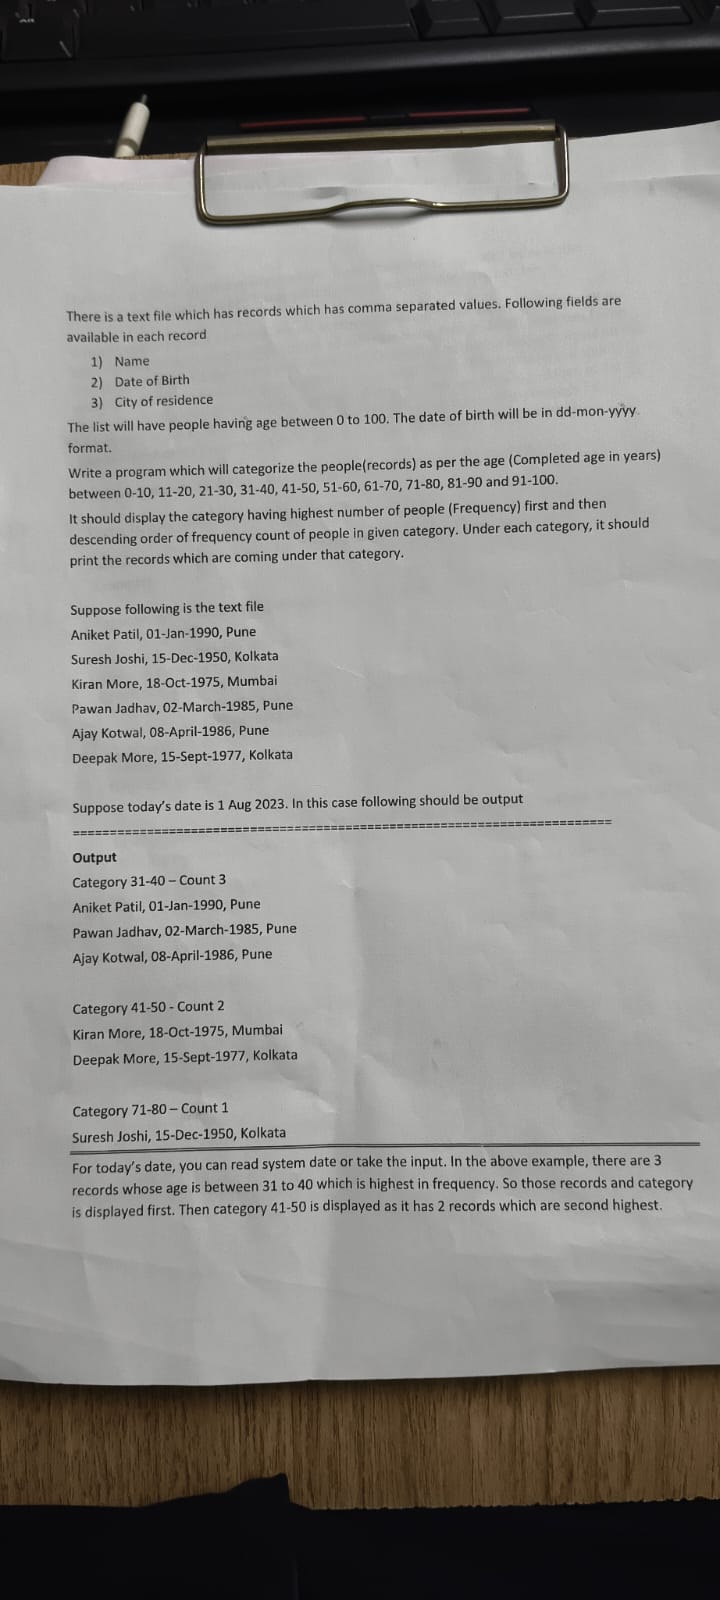 There is a text file which has records which has comma separated values. Following fields are
available in each record
1) Name
2) Date of Birth
3) City of residence
The list will have people having age between 0 to 100. The date of birth will be in dd-mon-yyyy
format.
Write a program which will categorize the people(records) as per the age (Completed age in years)
between 0-10, 11-20, 21-30, 31-40, 41-50, 51-60, 61-70, 71-80, 81-90 and 91-100.
It should display the category having highest number of people (Frequency) first and then
descending order of frequency count of people in given category. Under each category, it should
print the records which are coming under that category.
Suppose following is the text file
Aniket Patil, 01-Jan-1990, Pune
Suresh Joshi, 15-Dec-1950, Kolkata
Kiran More, 18-Oct-1975, Mumbai
Pawan Jadhav, 02-March-1985, Pune
Ajay Kotwal, 08-April-1986, Pune
Deepak More, 15-Sept-1977, Kolkata
Suppose today's date is 1 Aug 2023. In this case following should be output
==========================================================================
Output
Category 31-40 – Count 3
Aniket Patil, 01-Jan-1990, Pune
Pawan Jadhav, 02-March-1985, Pune
Ajay Kotwal, 08-April-1986, Pune
Category 41-50 - Count 2
Kiran More, 18-Oct-1975, Mumbai
Deepak More, 15-Sept-1977, Kolkata
Category 71-80 – Count 1
Suresh Joshi, 15-Dec-1950, Kolkata
For today's date, you can read system date or take the input. In the above example, there are 3
records whose age is between 31 to 40 which is highest in frequency. So those records and category
is displayed first. Then category 41-50 is displayed as it has 2 records which are second highest.